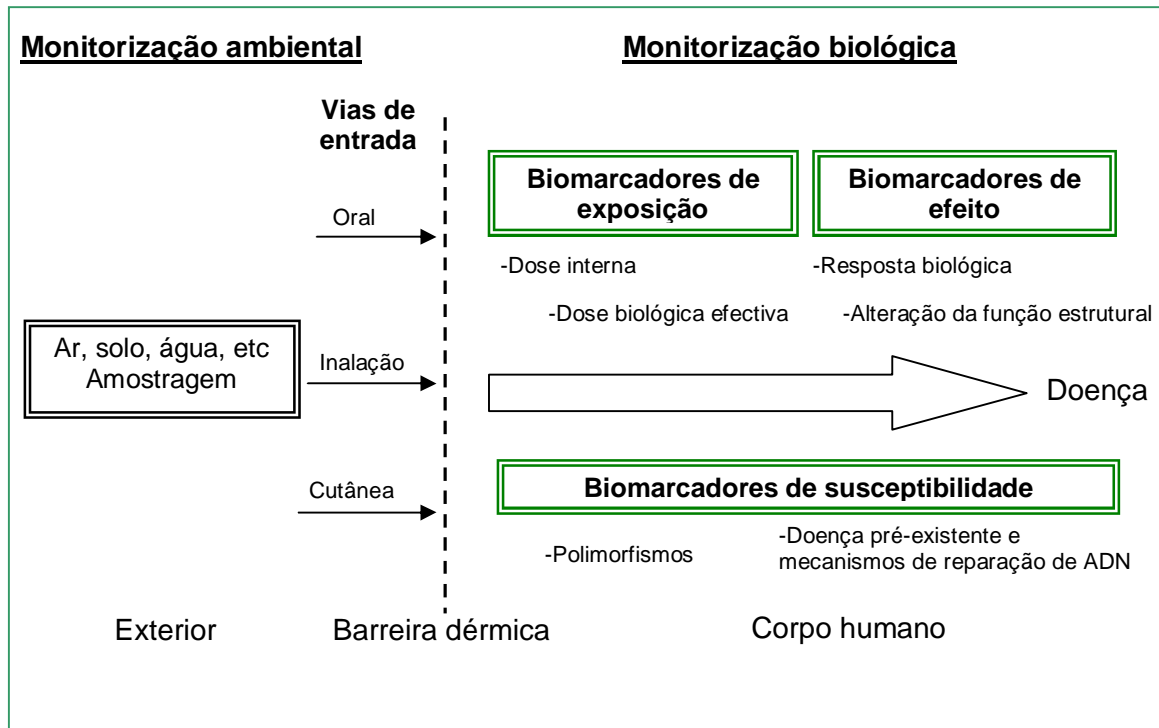 Monitorização ambiental
Monitorização biológica
Vias de
entrada
Oral
Inalação
Cutânea
Ar, solo, água, etc
Amostragem
Biomarcadores de
exposição
-Dose interna
-Dose biológica efectiva
Biomarcadores de
efeito
-Resposta biológica
-Alteração da função estrutural
Doença
Biomarcadores de susceptibilidade
-Polimorfismos
-Doença pré-existente e
mecanismos de reparação de ADN
Exterior
Barreira dérmica
Corpo humano